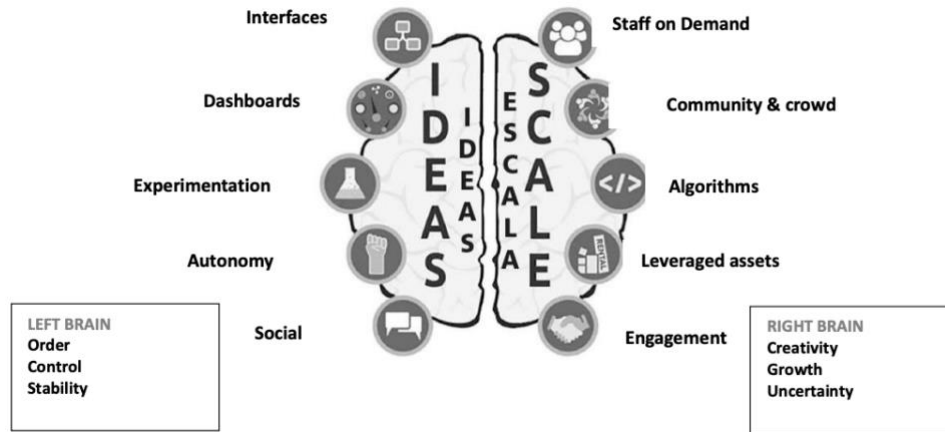 Interfaces
Dashboards
Experimentation
Autonomy
Social
IDEAS
IDEAS
ESCALA
SCALE
Staff on Demand
Community & crowd
</>
Algorithms
RENTAL
Leveraged assets
Engagement
LEFT BRAIN
Order
Control
Stability
RIGHT BRAIN
Creativity
Growth
Uncertainty